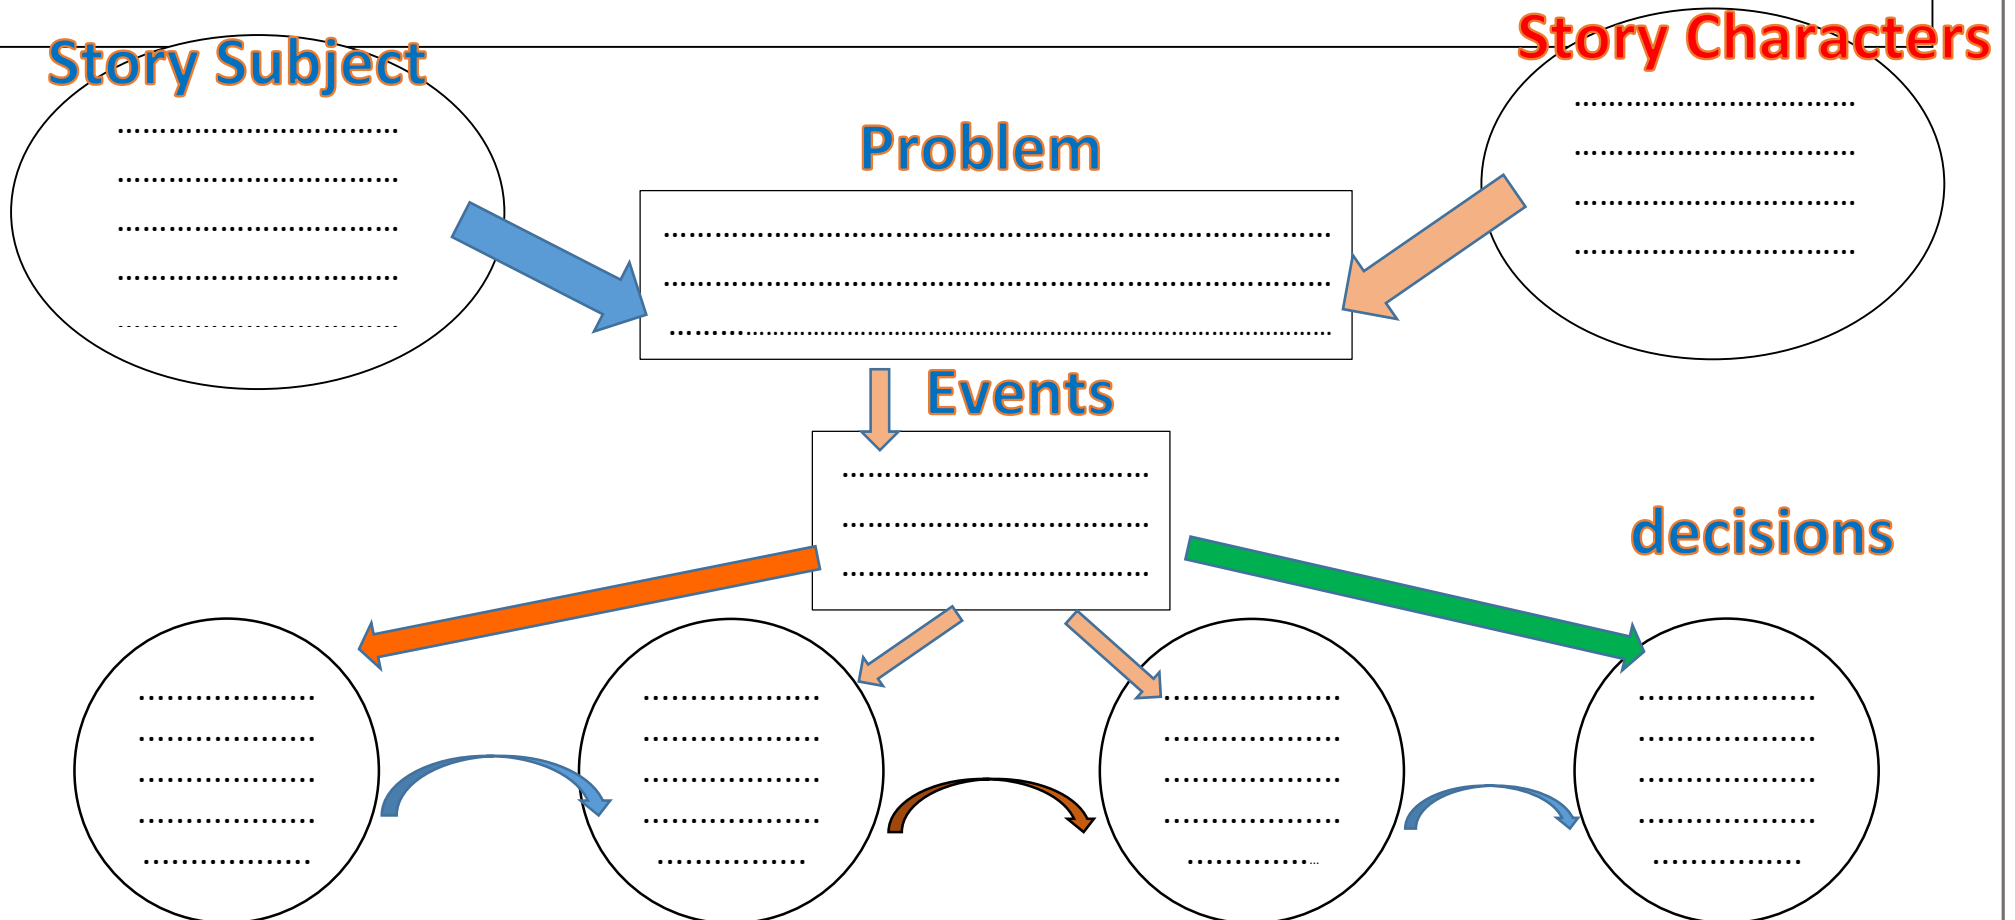 Story Subject
Story Characters
Problem
Events
decisions